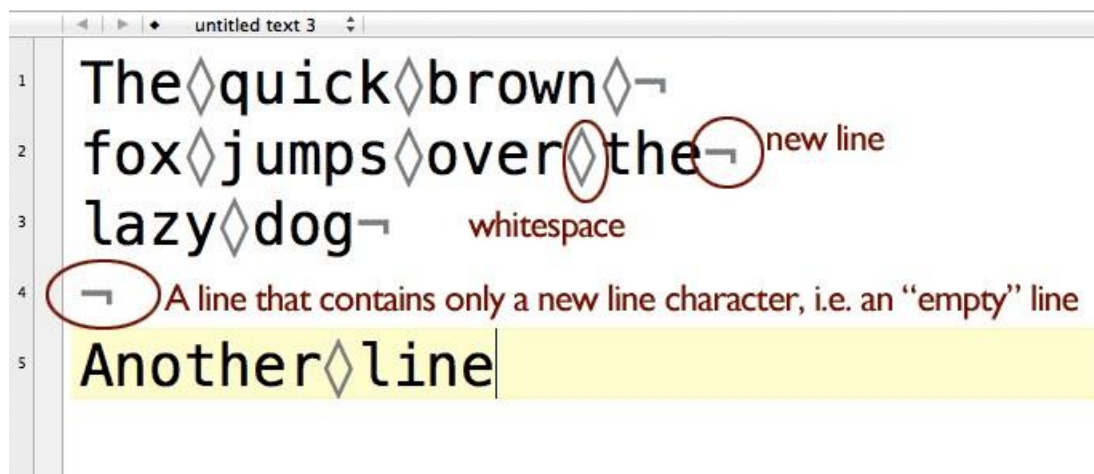 untitled text 3
1 The◊quick◊brown◊¬
2 fox◊jumps◊over◊the¬ new line
3 lazy◊dog¬ whitespace
4 ¬ A line that contains only a new line character, i.e. an “empty” line
5 Another◊line